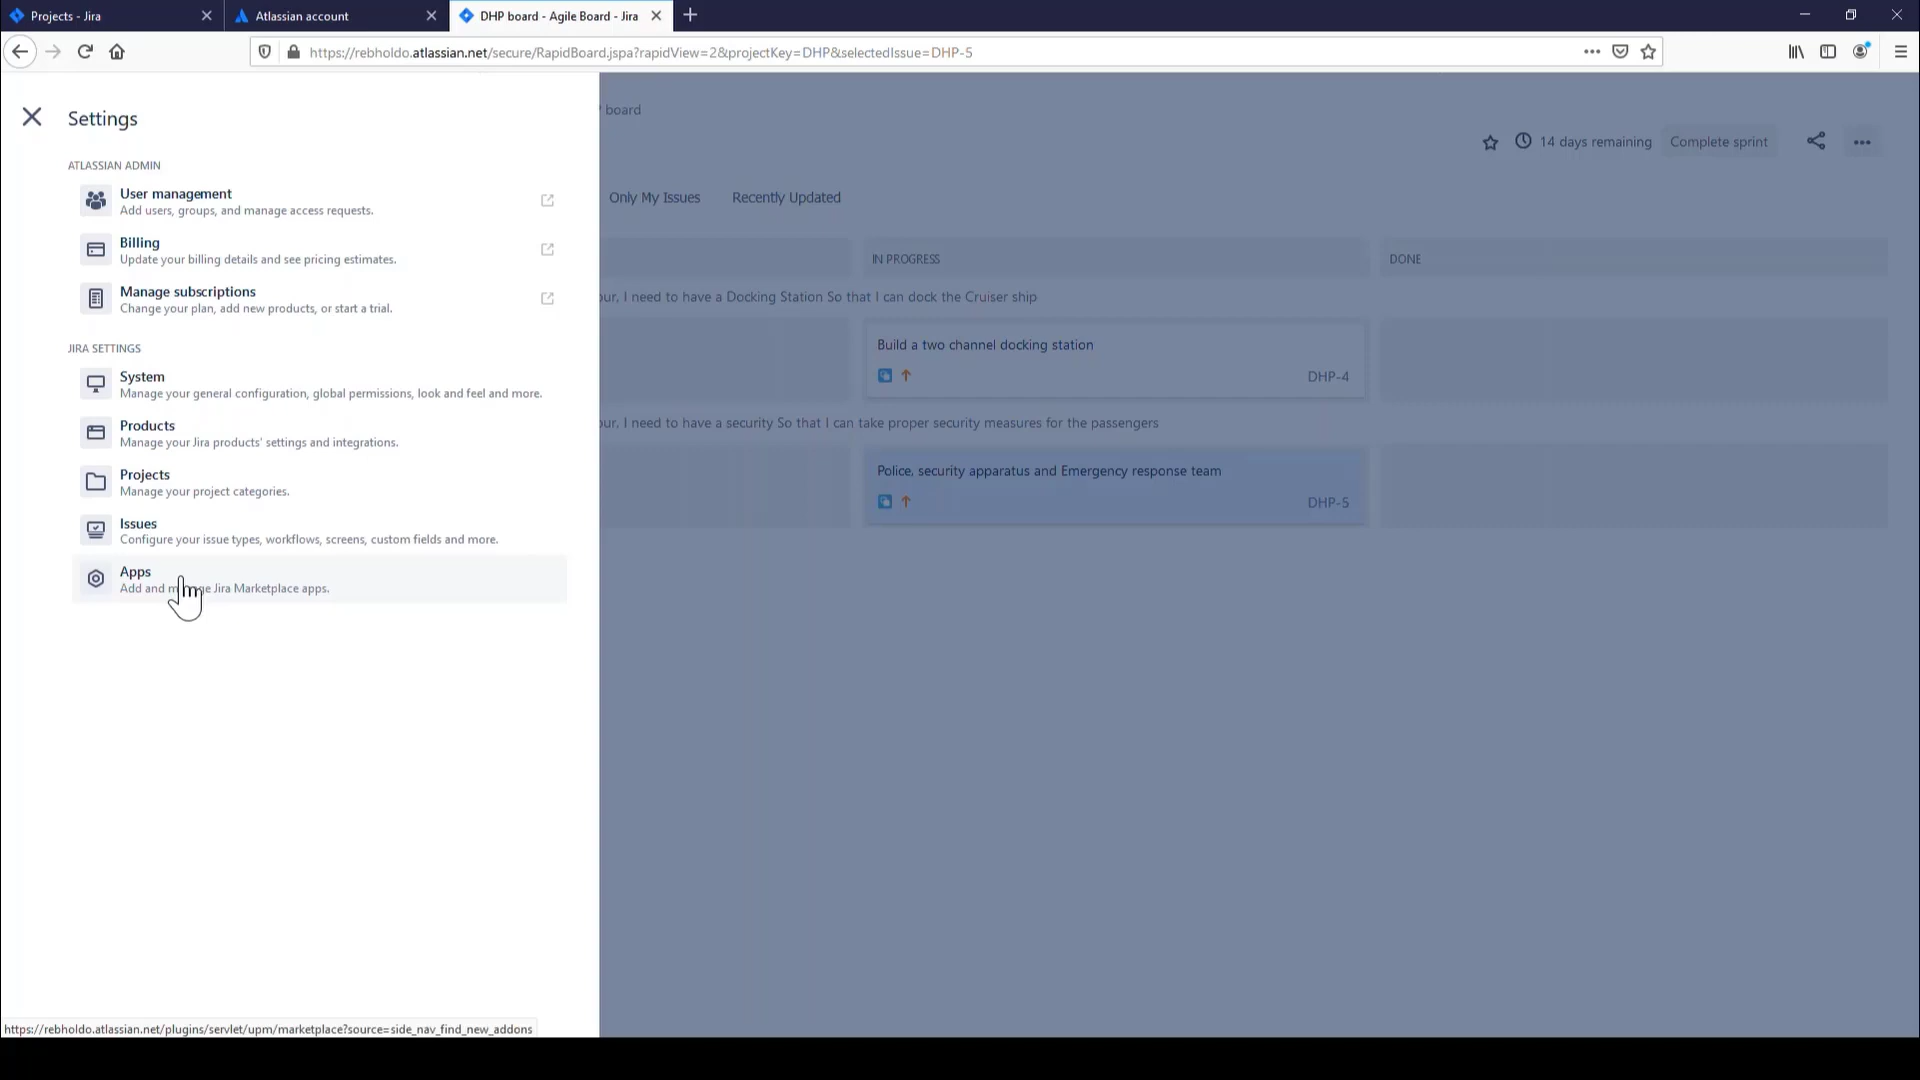 Projects - Jira
Atlassian account
DHP board - Agile Board - Jira
https://rebholdo.atlassian.net/secure/RapidBoard.jspa?rapidView=2&projectKey=DHP&selectedIssue=DHP-5
Settings
ATLASSIAN ADMIN
User management
Add users, groups, and manage access requests.
Billing
Update your billing details and see pricing estimates.
Manage subscriptions
Change your plan, add new products, or start a trial.
JIRA SETTINGS
System
Manage your general configuration, global permissions, look and feel and more.
Products
Manage your Jira products' settings and integrations.
Projects
Manage your project categories.
Issues
Configure your issue types, workflows, screens, custom fields and more.
Apps
Add and manage Jira Marketplace apps.
board
14 days remaining
Complete sprint
Only My Issues
Recently Updated
IN PROGRESS
DONE
I need to have a Docking Station So that I can dock the Cruiser ship
Build a two channel docking station
DHP-4
I need to have a security So that I can take proper security measures for the passengers
Police, security apparatus and Emergency response team
DHP-5
https://rebholdo.atlassian.net/plugins/servlet/upm/marketplace?source=side_nav_find_new_addons